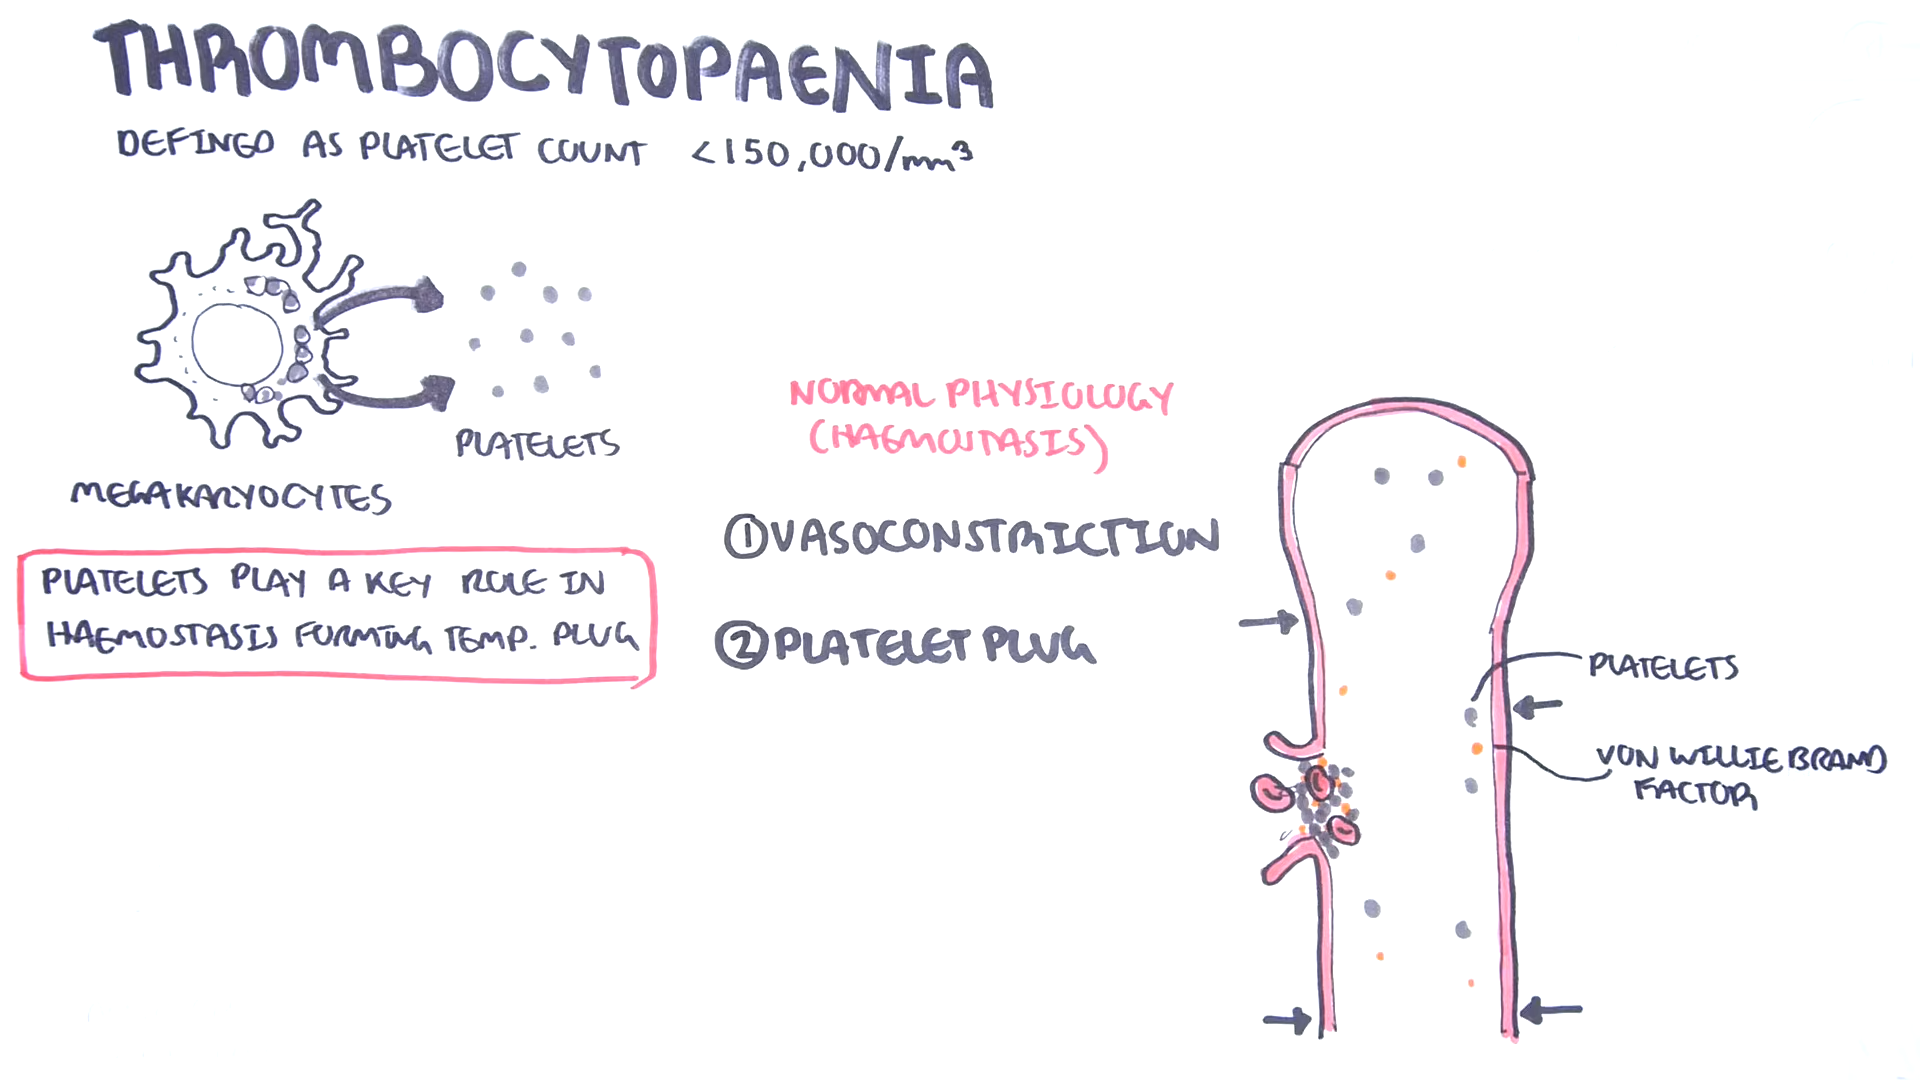 THROMBOCYTOPAENIA
DEFINED AS PLATELET COUNT <150,000/mm³
PLATELETS
MEGAKARYOCYTES
PLATELETS PLAY A KEY ROLE IN
HAEMOSTASIS FORMING TEMP. PLUG
NORMAL PHYSIOLOGY
(HAEMOSTASIS)
① VASOCONSTRICTION
② PLATELET PLUG
PLATELETS
VON WILLIEBRAND
FACTOR